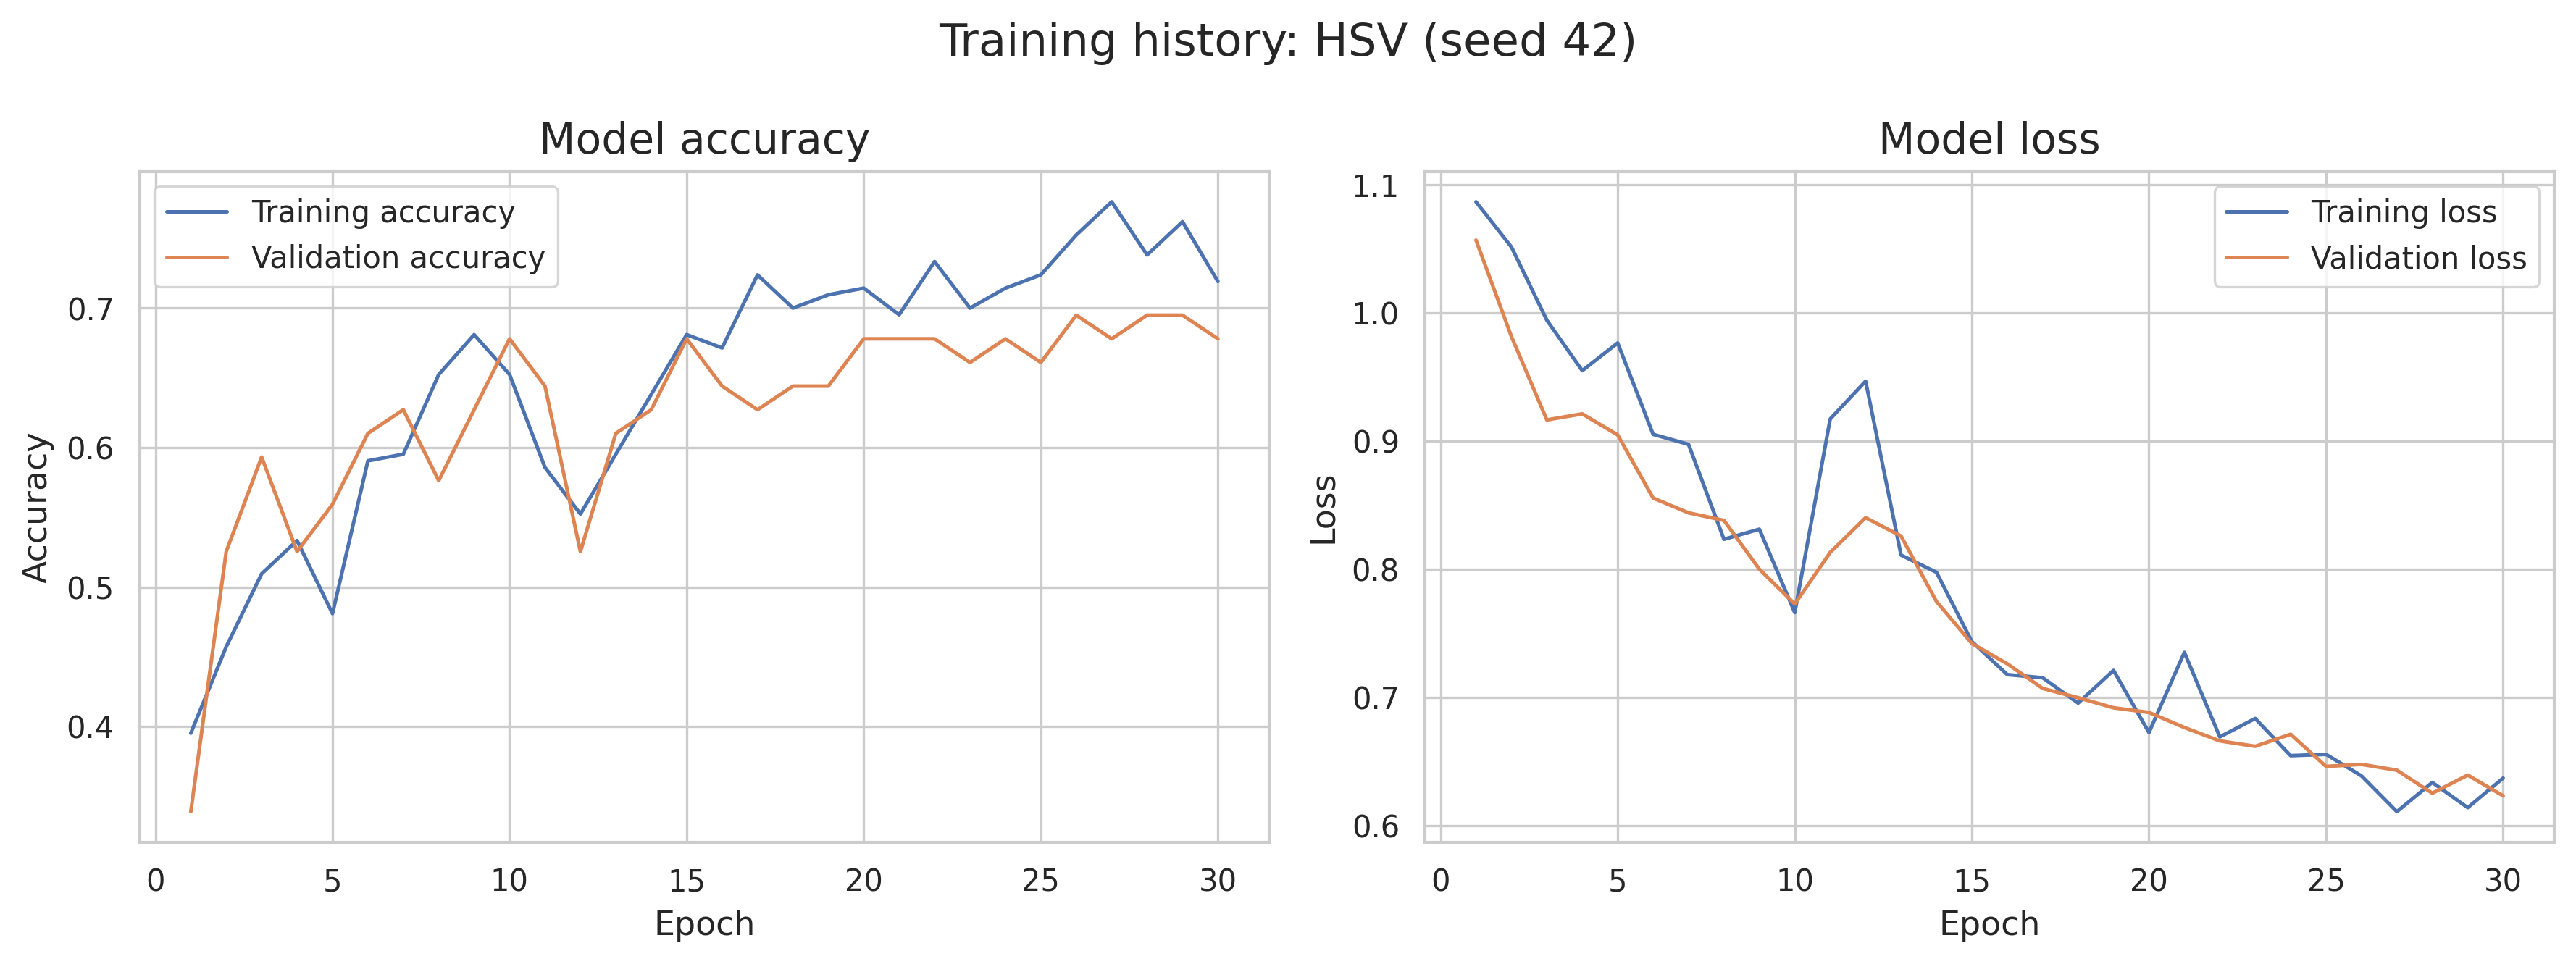 Training history: HSV (seed 42)
Model accuracy
Training accuracy
Validation accuracy
0.7
0.6
0.5
0.4
Accuracy
0 5 10 15 20 25 30
Epoch
Model loss
Training loss
Validation loss
1.1
1.0
0.9
0.8
0.7
0.6
Loss
0 5 10 15 20 25 30
Epoch